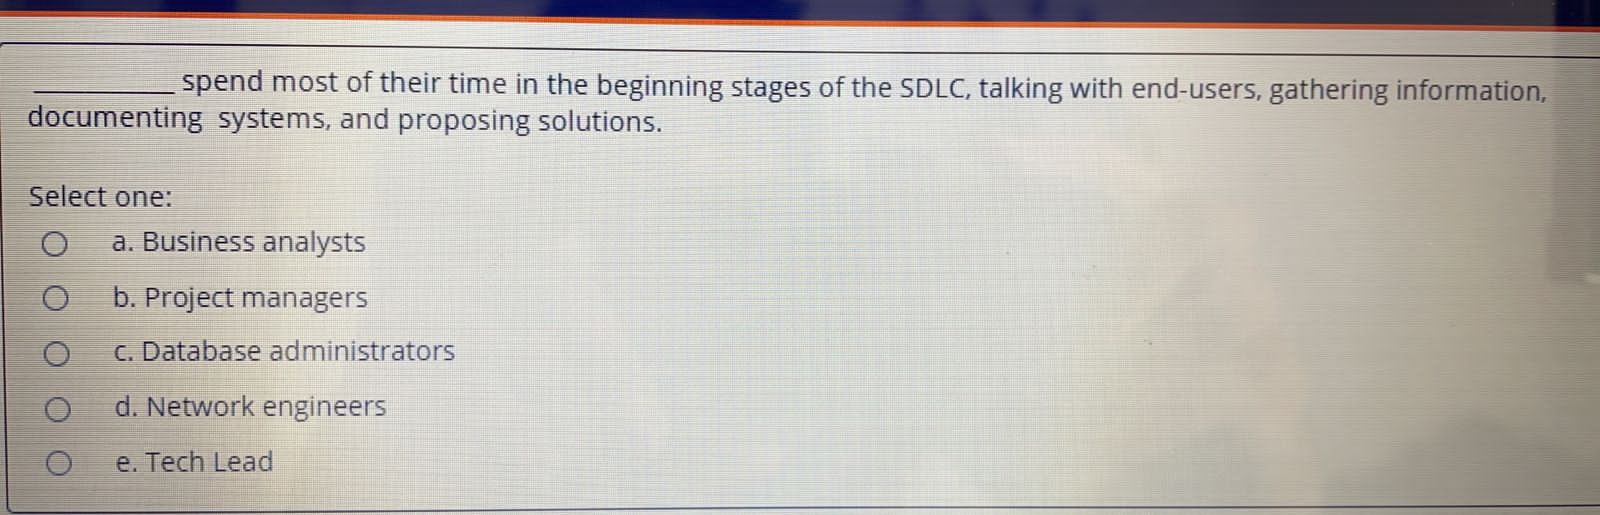 __________ spend most of their time in the beginning stages of the SDLC, talking with end-users, gathering information,
documenting systems, and proposing solutions.
Select one:
a. Business analysts
b. Project managers
c. Database administrators
d. Network engineers
e. Tech Lead